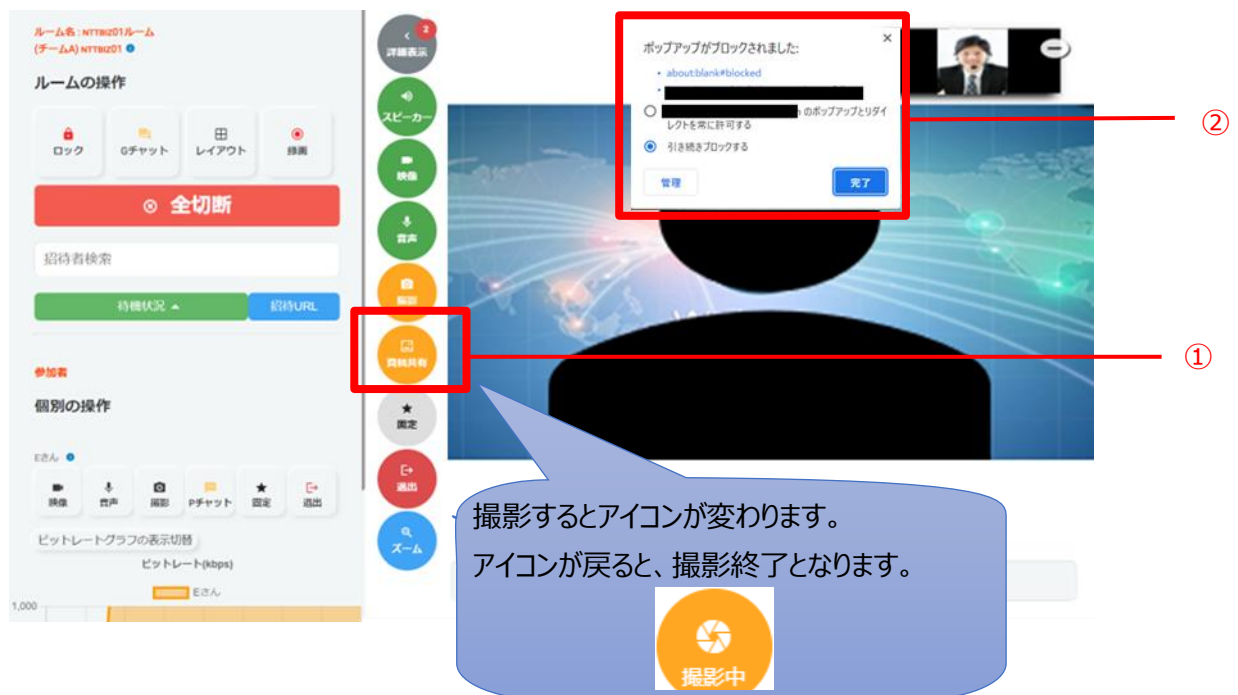 ルーム名 : NTTBIZ01ルーム
(チームA) NTTBIZ01
ルームの操作
ロック
Gチャット
レイアウト
録画
全切断
招待者検索
待機状況
招待URL
参加者
個別の操作
Eさん
映像
音声
撮影
Pチャット
固定
退出
ビットレートグラフの表示切替
ビットレート(kbps)
Eさん
1,000
2
詳細表示
スピーカー
映像
音声
撮影
資料共有
固定
退出
ズーム
ポップアップがブロックされました:
about:blank#blocked
のポップアップとリダイ
レクトを常に許可する
引き続きブロックする
管理
完了
②
①
撮影するとアイコンが変わります。
アイコンが戻ると、撮影終了となります。
撮影中